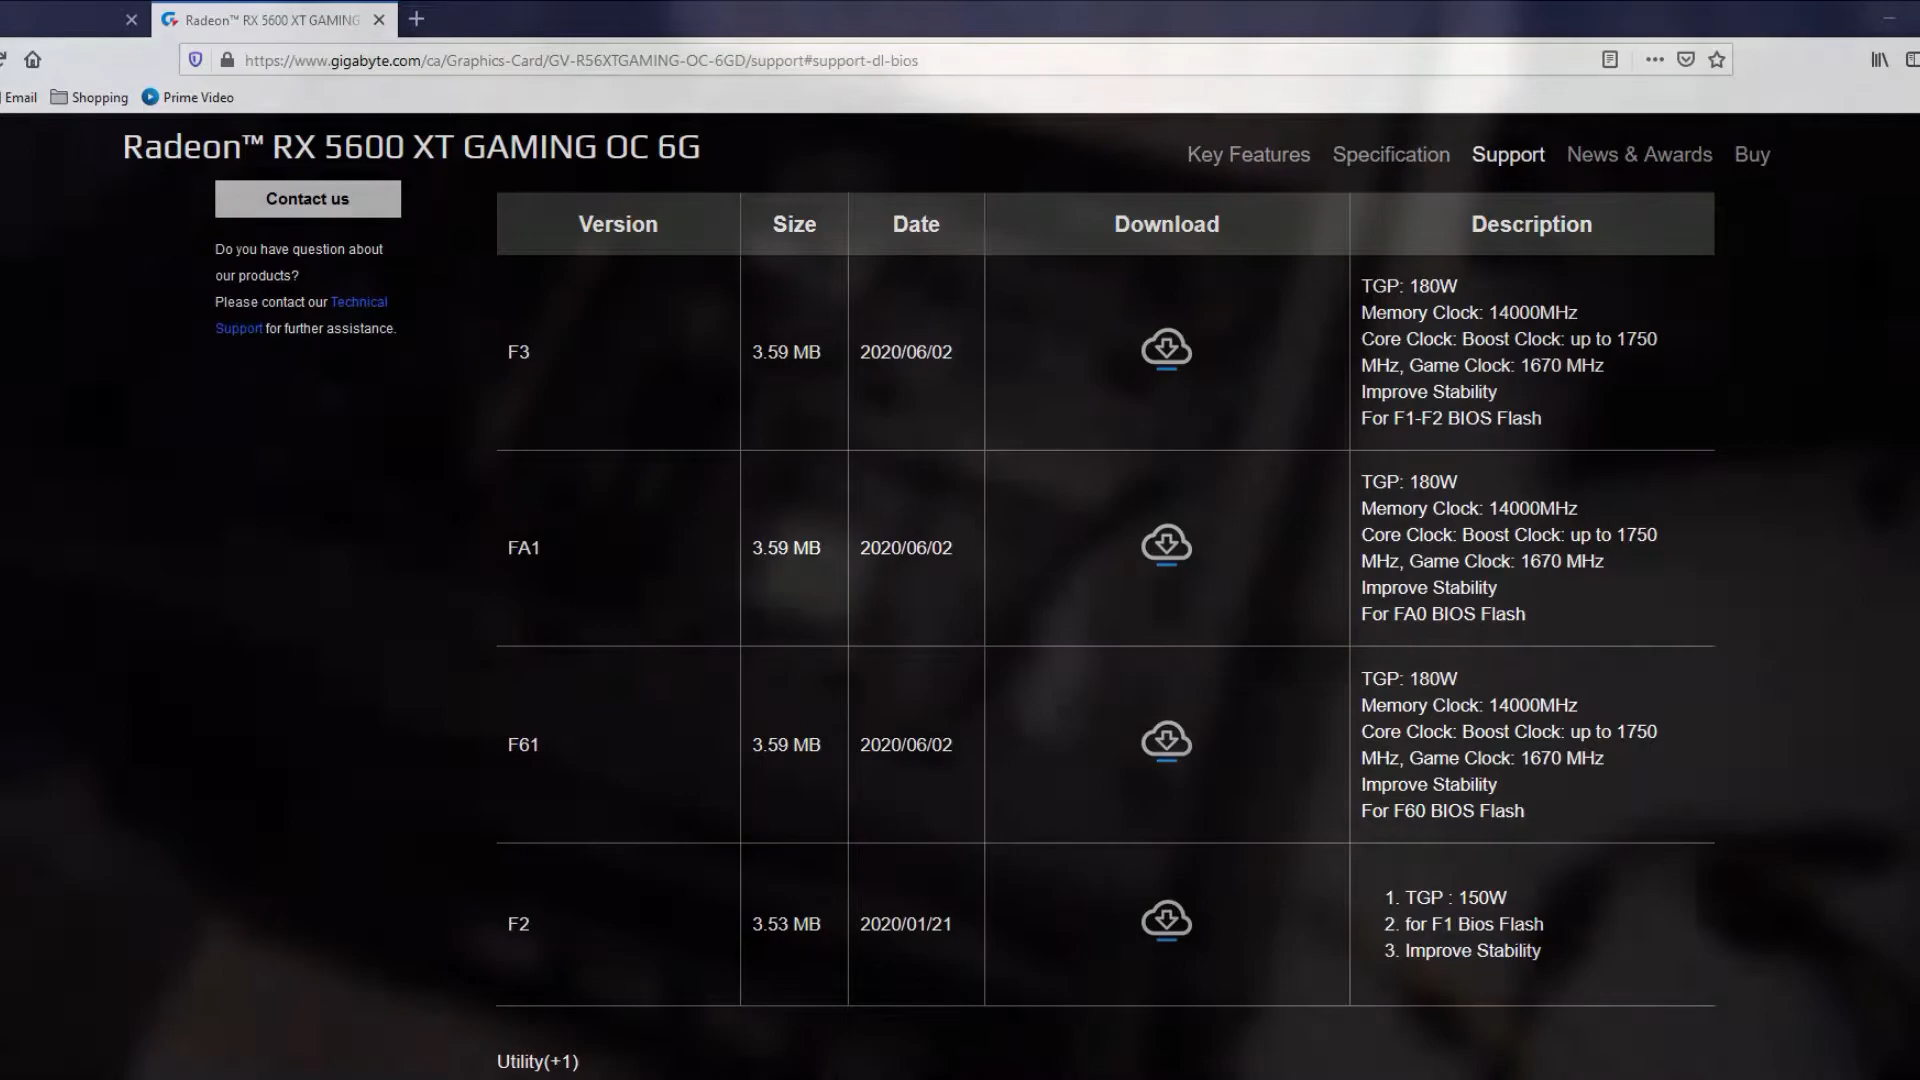 Radeon™ RX 5600 XT GAMING
https://www.gigabyte.com/ca/Graphics-Card/GV-R56XTGAMING-OC-6GD/support#support-dl-bios
Email Shopping Prime Video
Radeon™ RX 5600 XT GAMING OC 6G
Key Features Specification Support News & Awards Buy
Contact us
Do you have question about
our products?
Please contact our Technical
Support for further assistance.
Version Size Date Download Description
F3 3.59 MB 2020/06/02
TGP: 180W
Memory Clock: 14000MHz
Core Clock: Boost Clock: up to 1750
MHz, Game Clock: 1670 MHz
Improve Stability
For F1-F2 BIOS Flash
FA1 3.59 MB 2020/06/02
TGP: 180W
Memory Clock: 14000MHz
Core Clock: Boost Clock: up to 1750
MHz, Game Clock: 1670 MHz
Improve Stability
For FA0 BIOS Flash
F61 3.59 MB 2020/06/02
TGP: 180W
Memory Clock: 14000MHz
Core Clock: Boost Clock: up to 1750
MHz, Game Clock: 1670 MHz
Improve Stability
For F60 BIOS Flash
F2 3.53 MB 2020/01/21
1. TGP : 150W
2. for F1 Bios Flash
3. Improve Stability
Utility(+1)